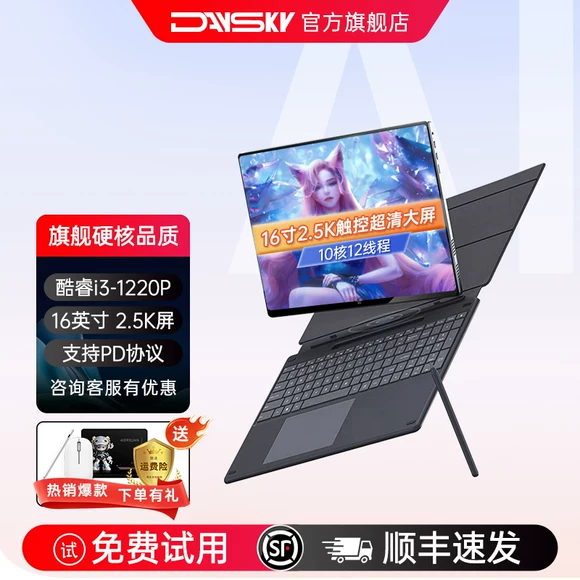 DANSKY 官方旗舰店
AI
16寸2.5K触控超清大屏
10核12线程
旗舰硬核品质
酷睿i3-1220P
16英寸 2.5K屏
支持PD协议
咨询客服有优惠
送
运费险
热销爆款 下单有礼
试 免费试用 SF 顺丰速发